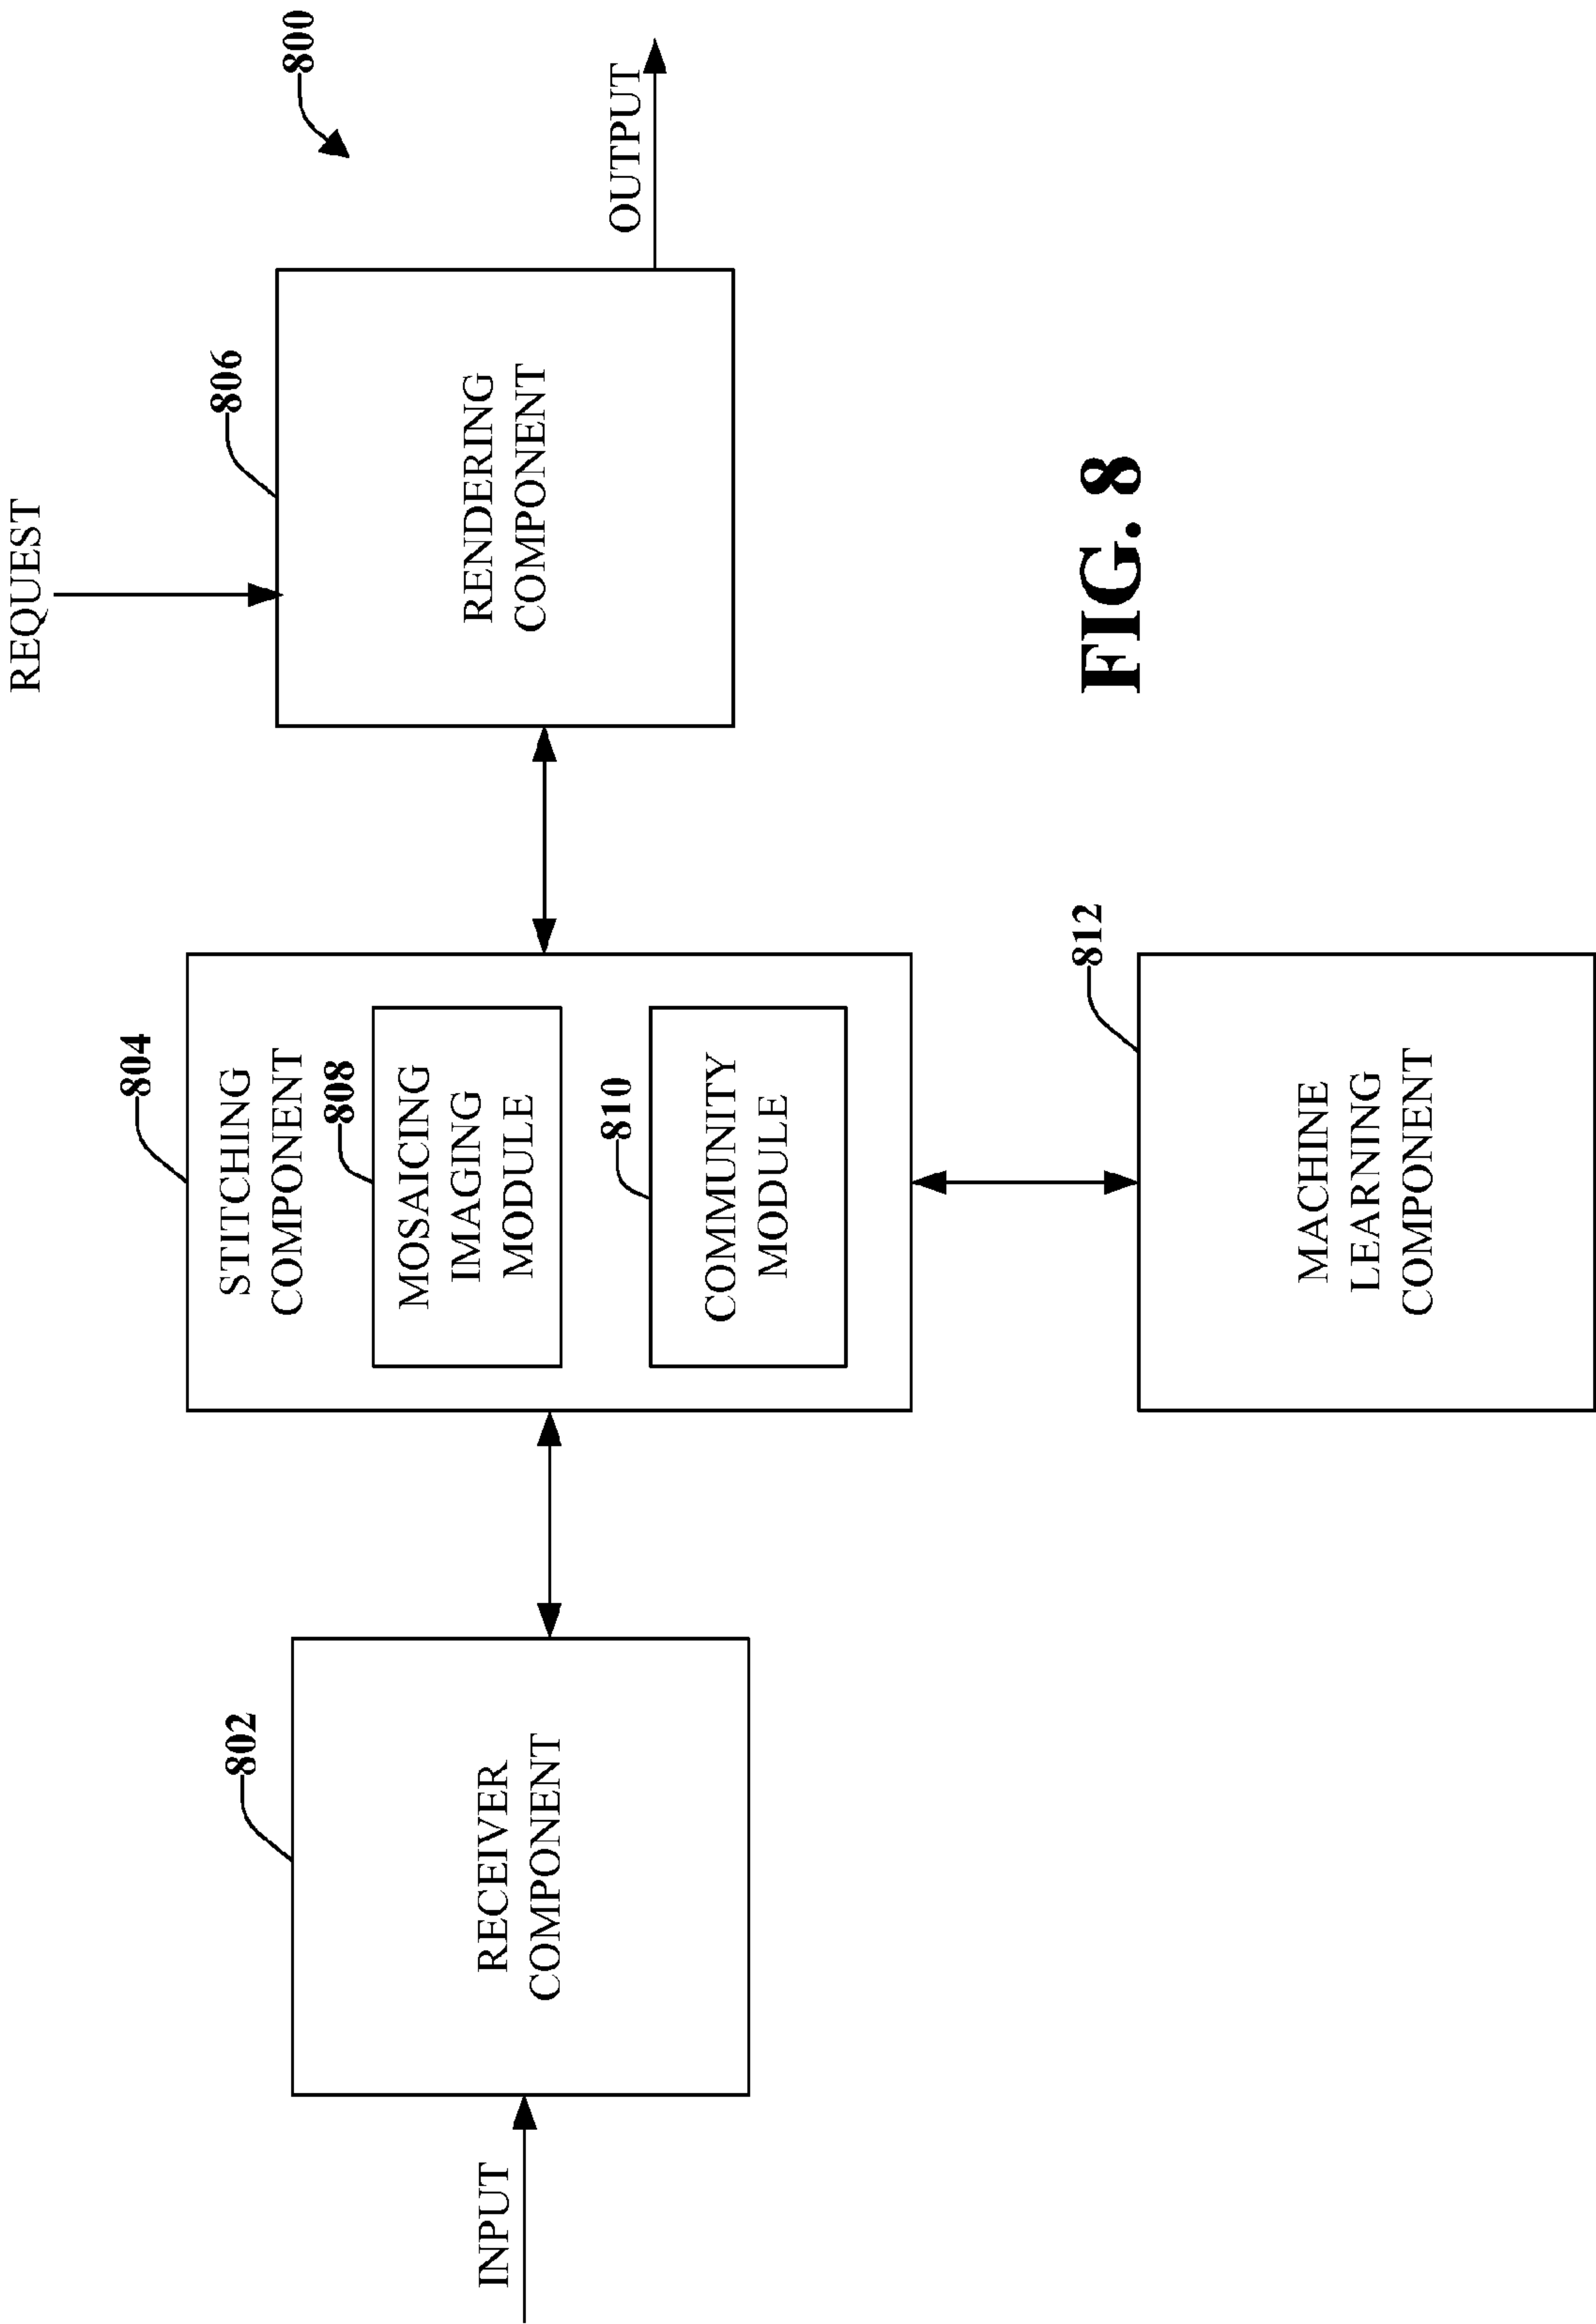 800
REQUEST
806
RENDERING
COMPONENT
OUTPUT
804
STITCHING
COMPONENT
808
MOSAICING
IMAGING
MODULE
810
COMMUNITY
MODULE
802
RECEIVER
COMPONENT
INPUT
812
MACHINE
LEARNING
COMPONENT
FIG. 8